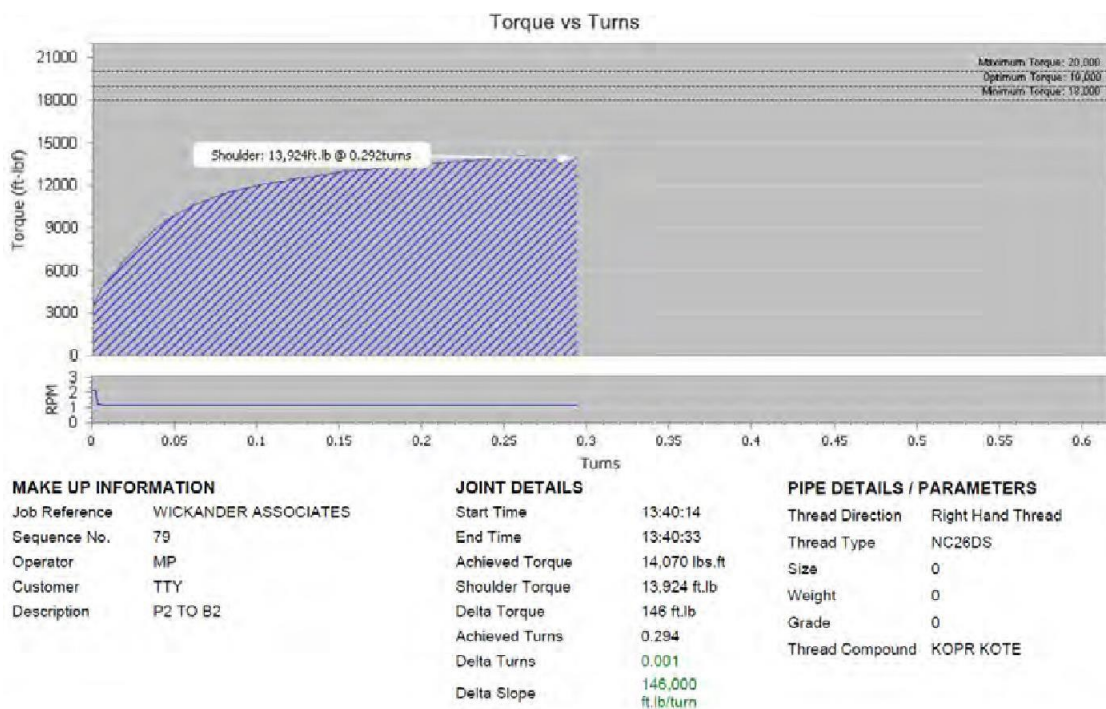 Torque vs Turns
21000
Maximum Torque: 20,000
Optimum Torque: 19,000
Minimum Torque: 18,000
18000
15000
Shoulder: 13,924ft.lb @ 0.292turns
12000
Torque (ft-lbf)
9000
6000
3000
0
3
2
1
0
RPM
0 0.05 0.1 0.15 0.2 0.25 0.3 0.35 0.4 0.45 0.5 0.55 0.6
Turns
MAKE UP INFORMATION
Job Reference WICKANDER ASSOCIATES
Sequence No. 79
Operator MP
Customer TTY
Description P2 TO B2
JOINT DETAILS
Start Time 13:40:14
End Time 13:40:33
Achieved Torque 14,070 lbs.ft
Shoulder Torque 13,924 ft.lb
Delta Torque 146 ft.lb
Achieved Turns 0.294
Delta Turns 0.001
Delta Slope 146,000
ft.lb/turn
PIPE DETAILS / PARAMETERS
Thread Direction Right Hand Thread
Thread Type NC26DS
Size 0
Weight 0
Grade 0
Thread Compound KOPR KOTE